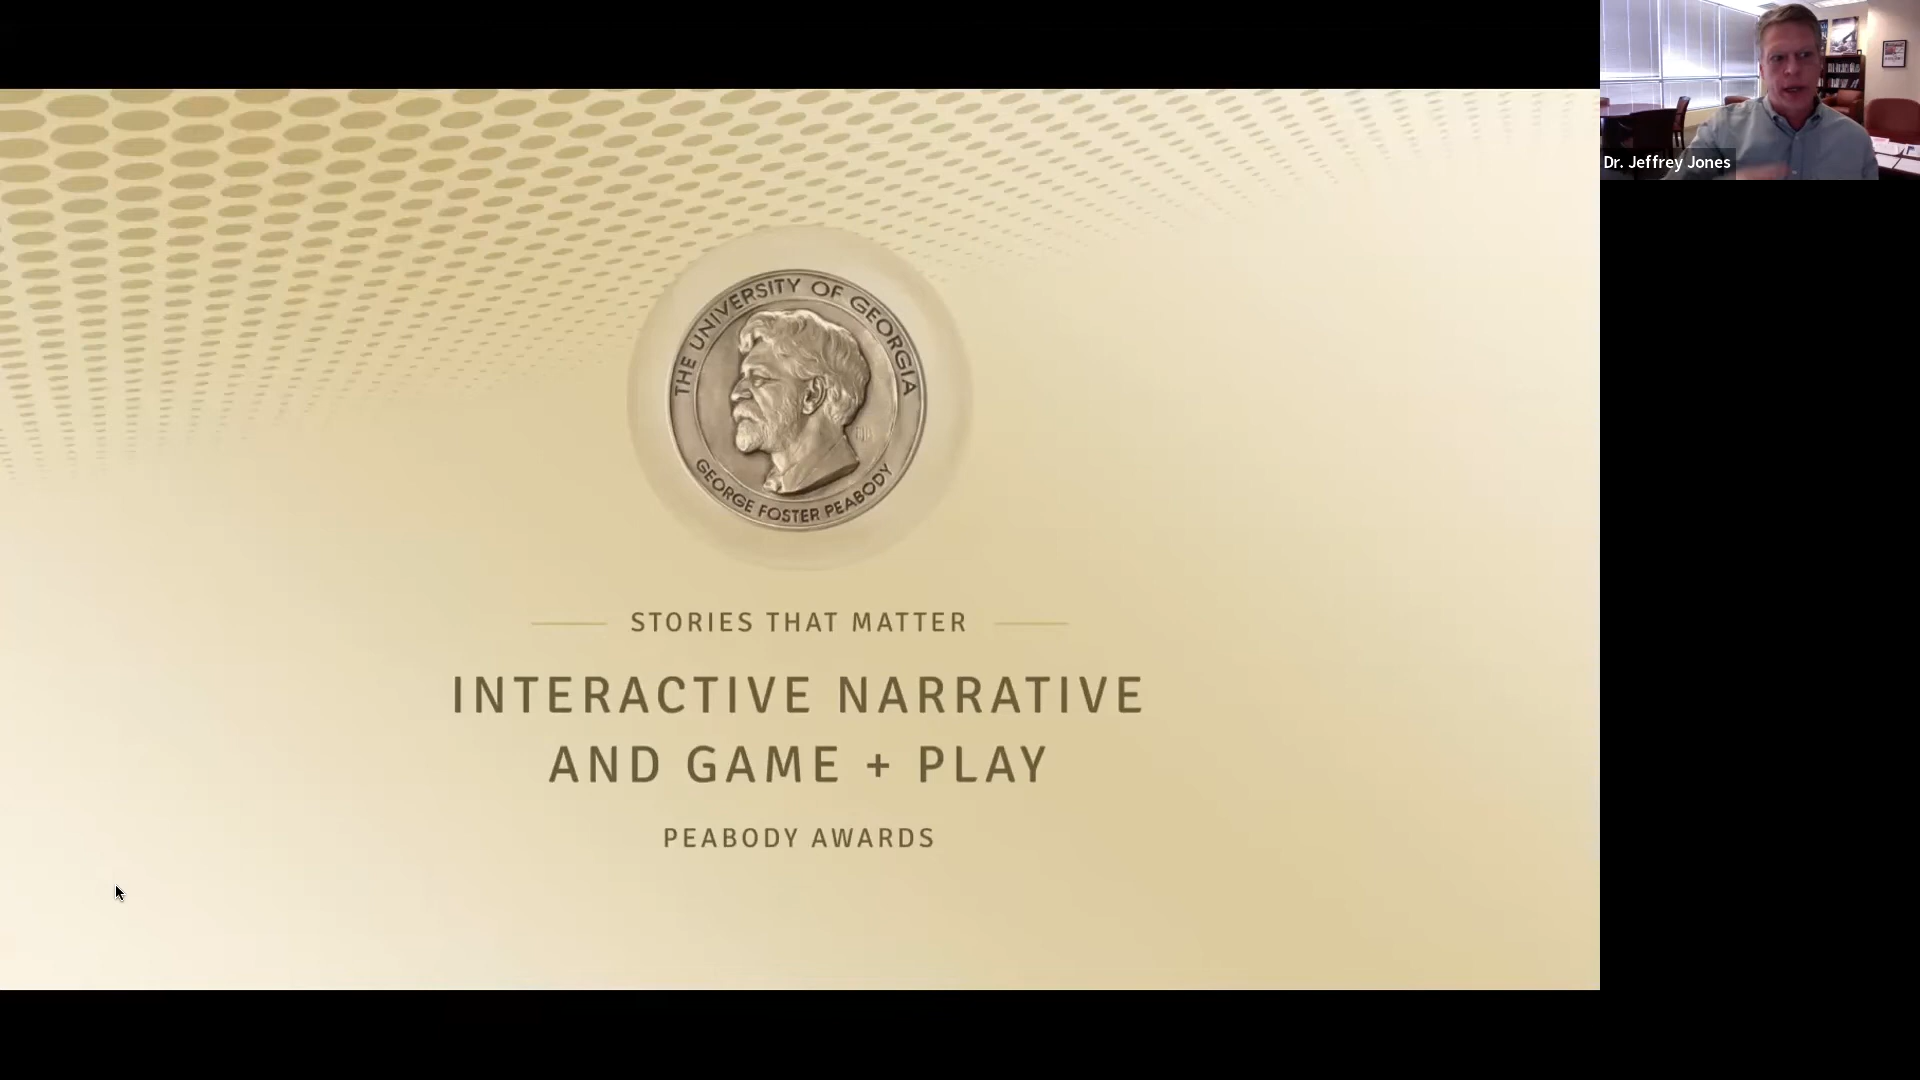 THE UNIVERSITY OF GEORGIA
GEORGE FOSTER PEABODY
STORIES THAT MATTER
INTERACTIVE NARRATIVE
AND GAME + PLAY
PEABODY AWARDS
Dr. Jeffrey Jones